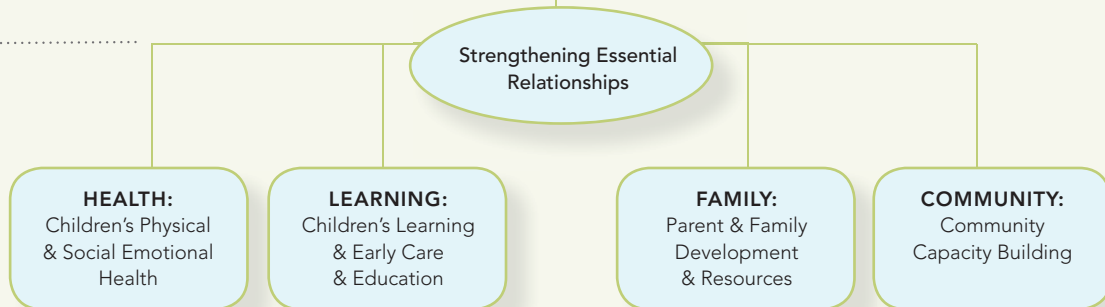 Strengthening Essential
Relationships
HEALTH:
Children's Physical
& Social Emotional
Health
LEARNING:
Children's Learning
& Early Care
& Education
FAMILY:
Parent & Family
Development
& Resources
COMMUNITY:
Community
Capacity Building